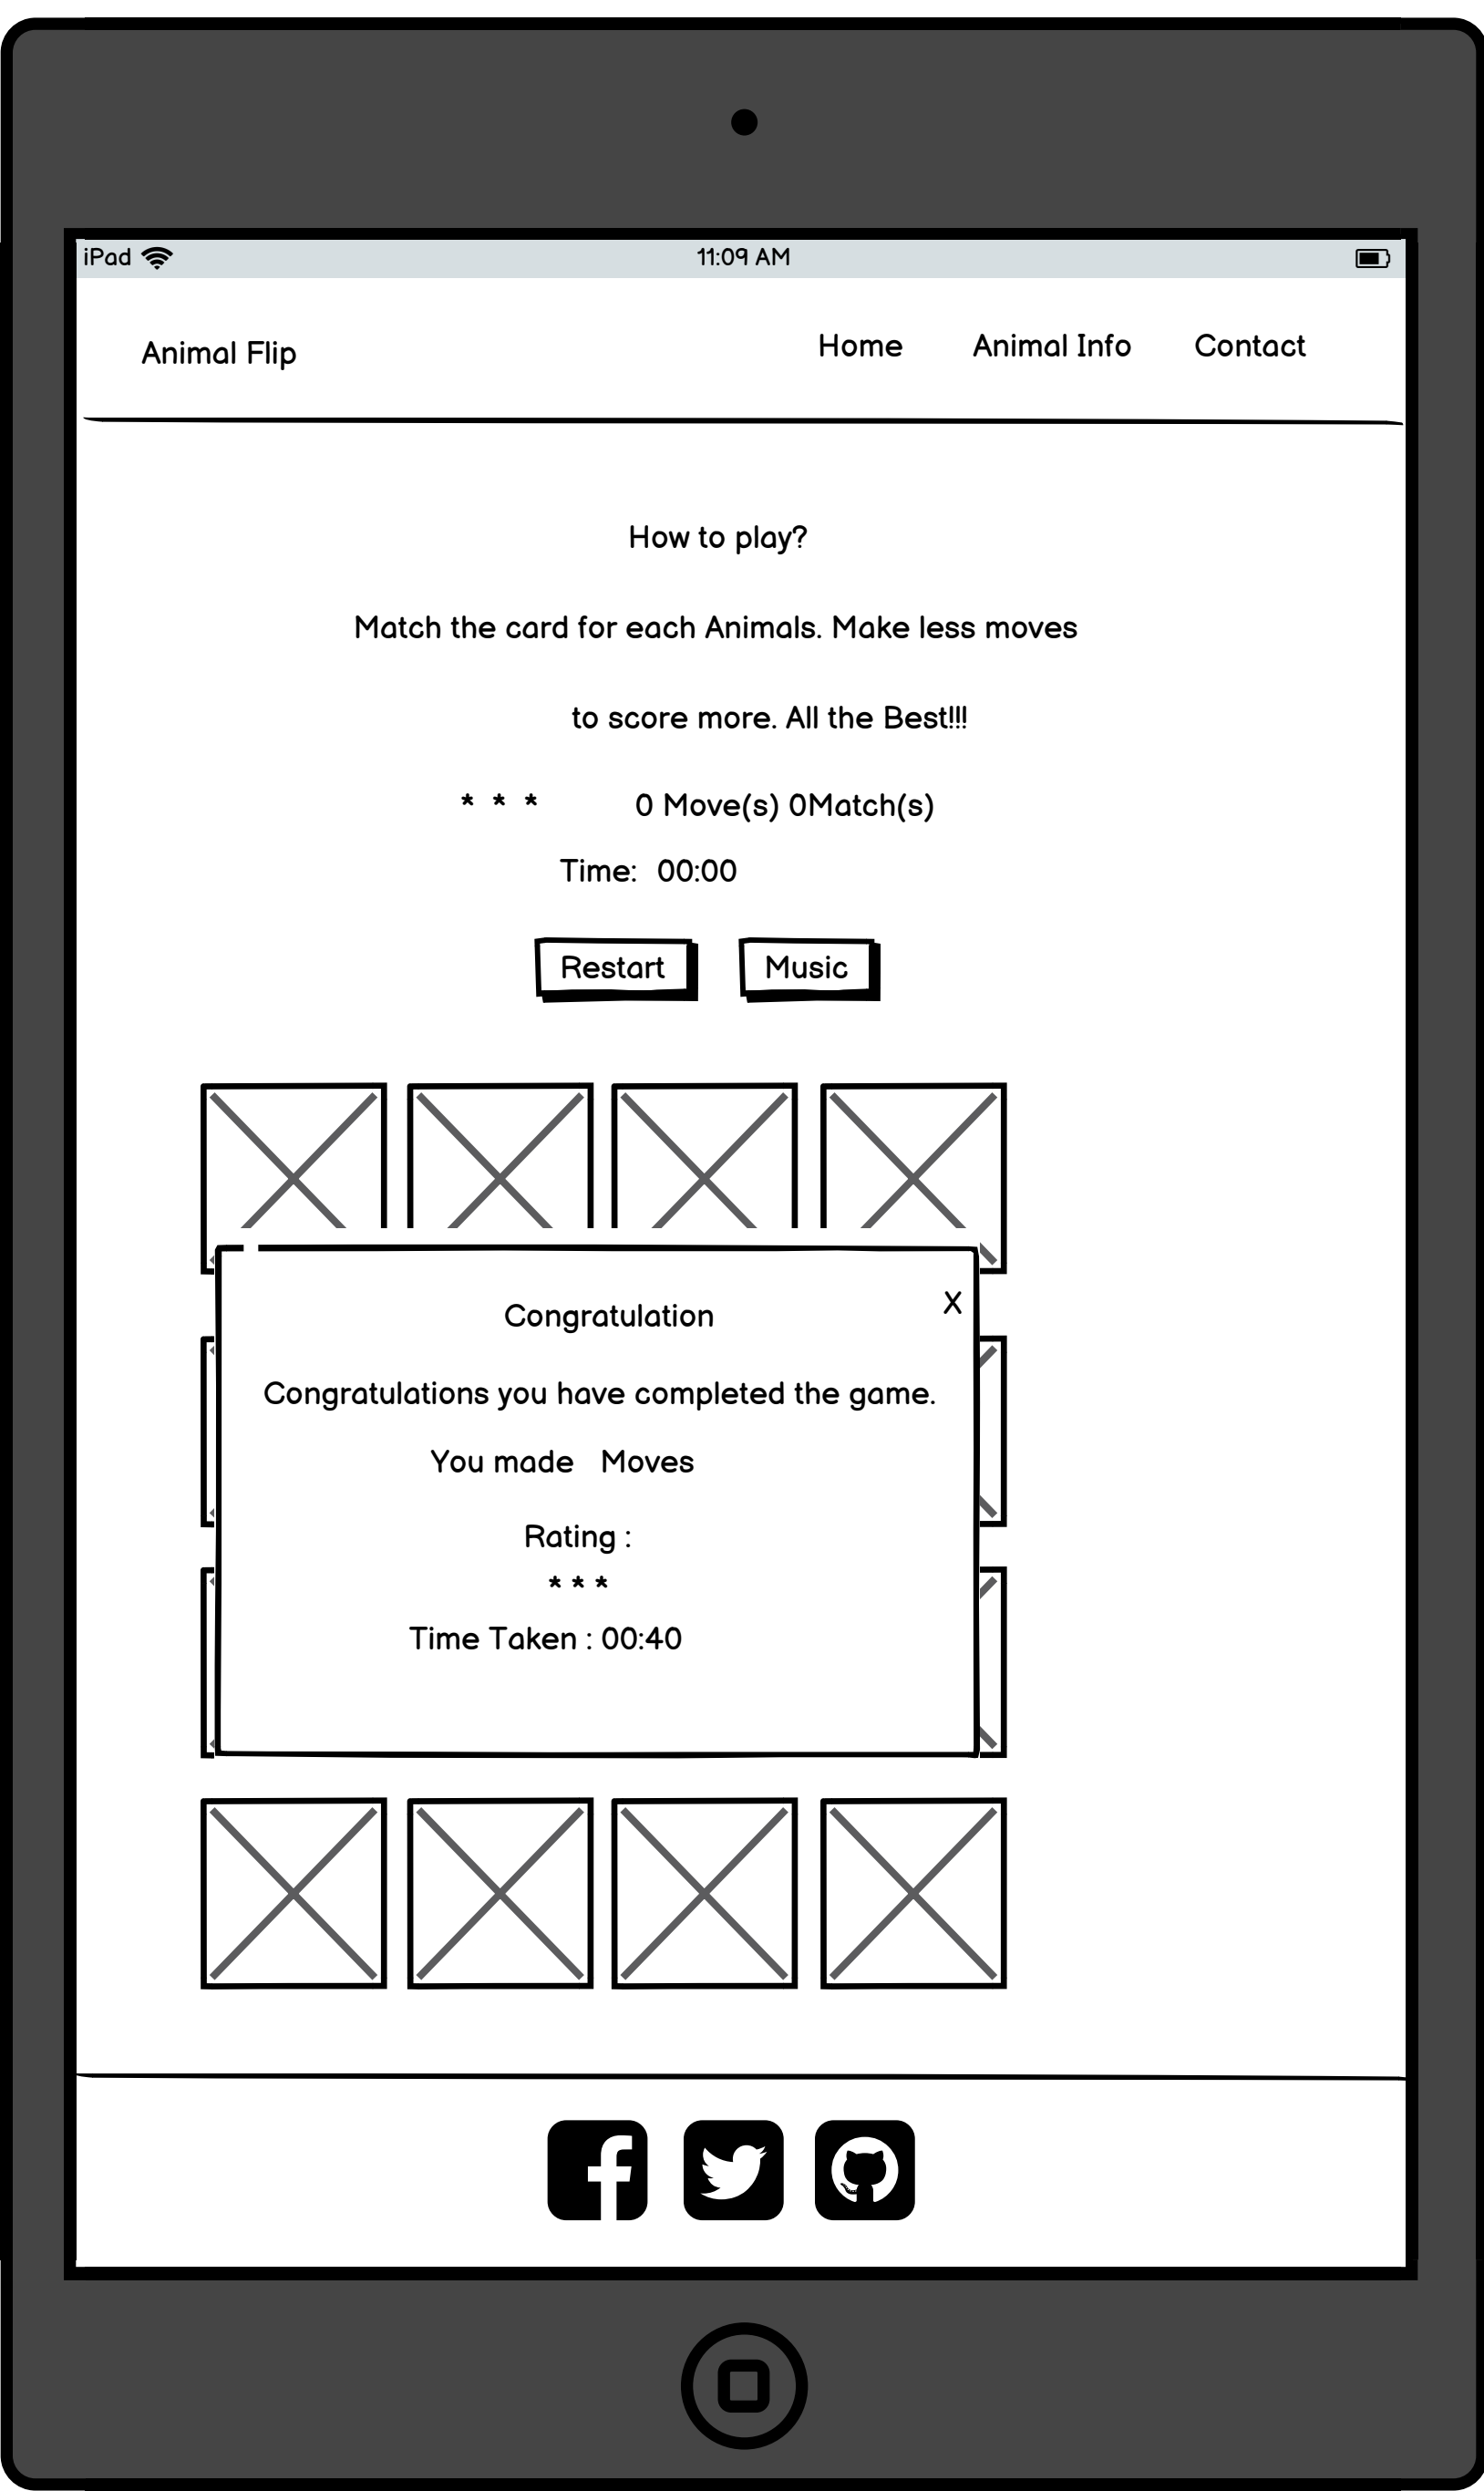 iPad 11:09 AM
Animal Flip Home Animal Info Contact
How to play?
Match the card for each Animals. Make less moves
to score more. All the Best!!!
* * * 0 Move(s) 0Match(s)
Time: 00:00
Restart Music
X
Congratulation
Congratulations you have completed the game.
You made Moves
Rating :
* * *
Time Taken : 00:40